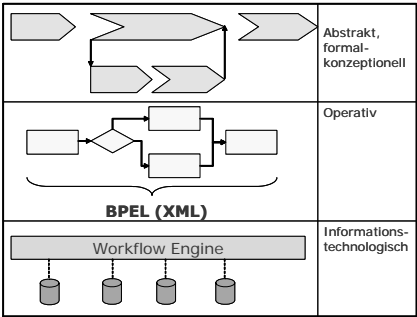 Abstrakt,
formal-
konzeptionell
Operativ
BPEL (XML)
Informations-
technologisch
Workflow Engine